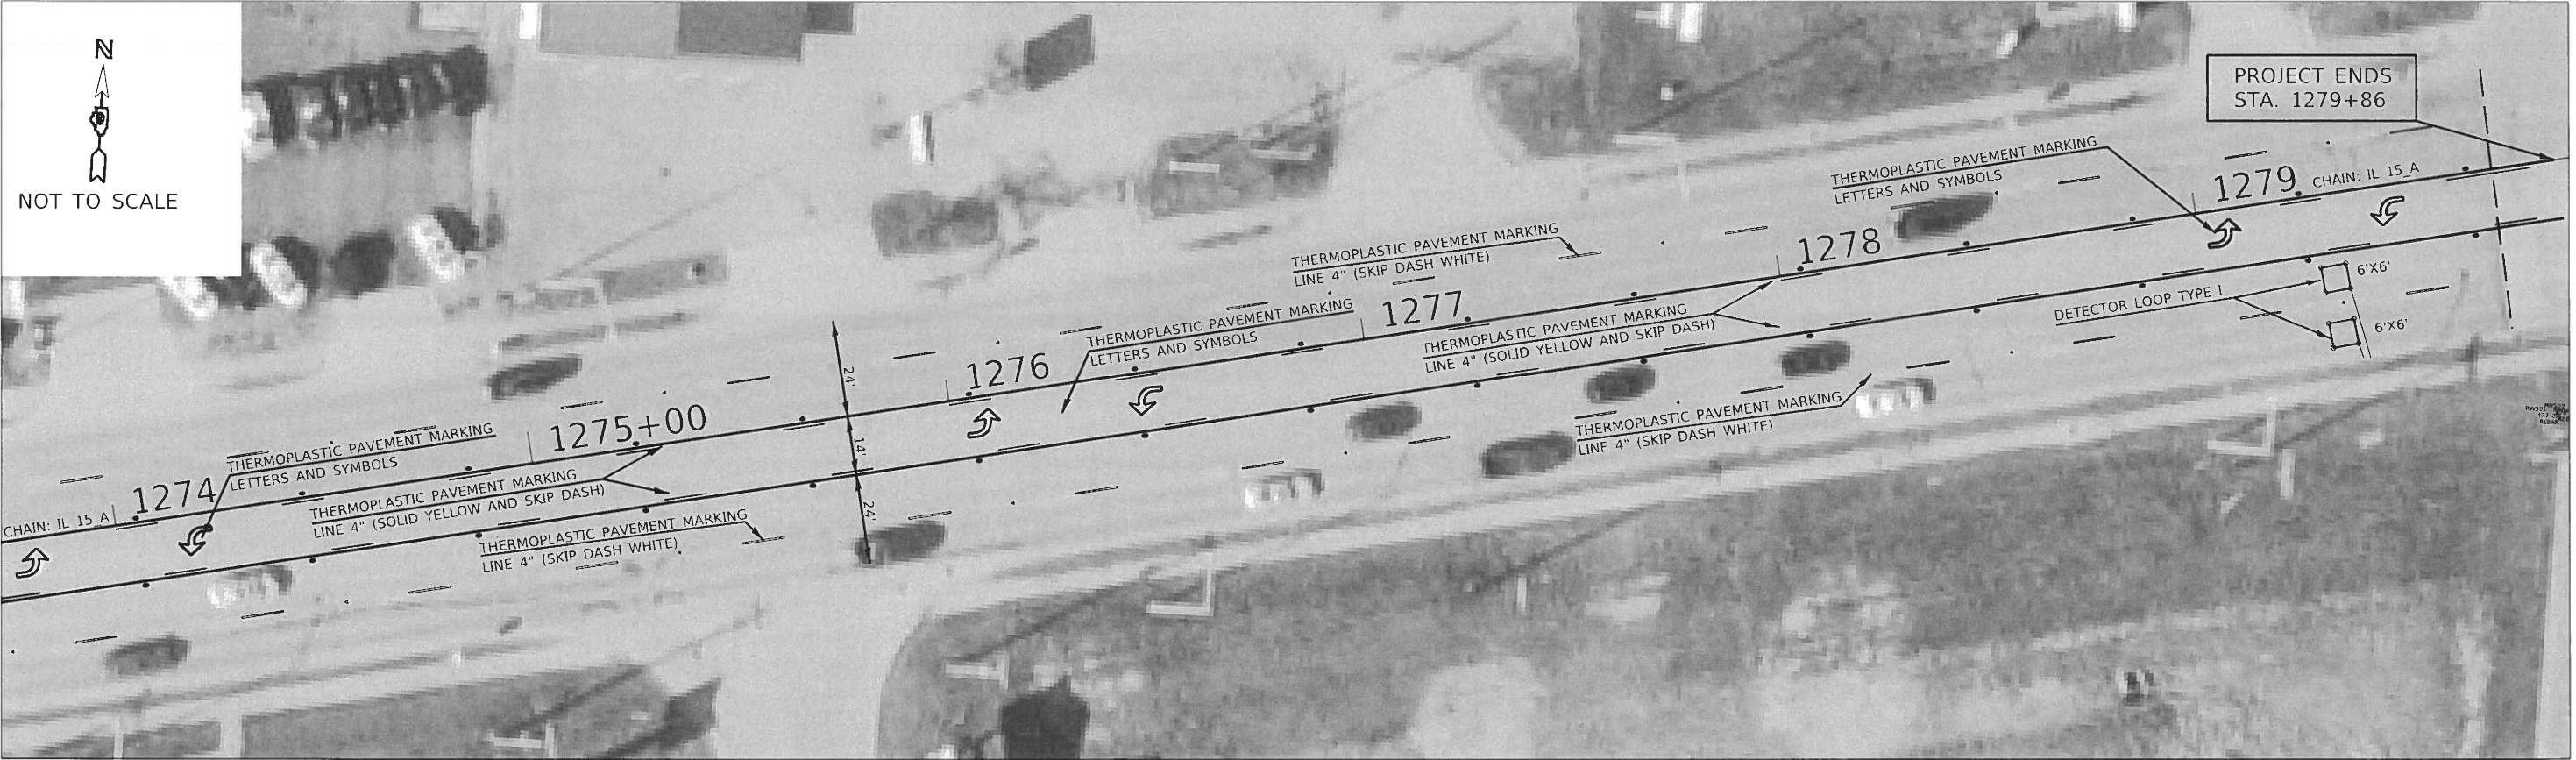 N
NOT TO SCALE
PROJECT ENDS
STA. 1279+86
THERMOPLASTIC PAVEMENT MARKING
LETTERS AND SYMBOLS
1279
CHAIN: IL 15_A
THERMOPLASTIC PAVEMENT MARKING
LINE 4" (SKIP DASH WHITE)
1278
6'X6'
DETECTOR LOOP TYPE I
6'X6'
THERMOPLASTIC PAVEMENT MARKING
LETTERS AND SYMBOLS
1277
THERMOPLASTIC PAVEMENT MARKING
LINE 4" (SOLID YELLOW AND SKIP DASH)
24'
14'
24'
1276
THERMOPLASTIC PAVEMENT MARKING
LINE 4" (SKIP DASH WHITE)
1275+00
THERMOPLASTIC PAVEMENT MARKING
LETTERS AND SYMBOLS
1274
THERMOPLASTIC PAVEMENT MARKING
LINE 4" (SOLID YELLOW AND SKIP DASH)
CHAIN: IL 15_A
THERMOPLASTIC PAVEMENT MARKING
LINE 4" (SKIP DASH WHITE)